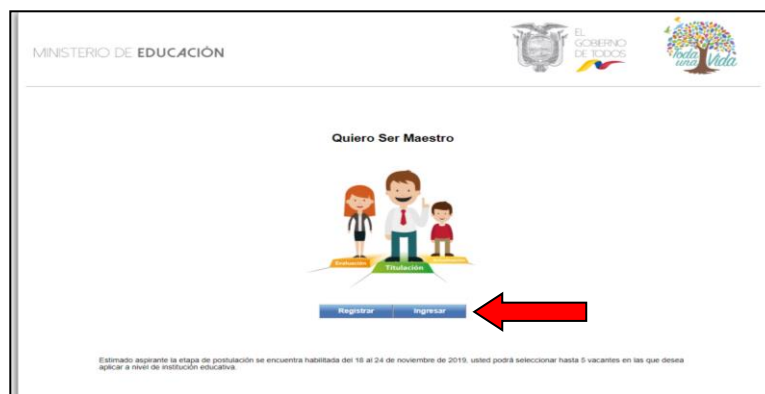 MINISTERIO DE EDUCACIÓN
EL
GOBIERNO
DE TODOS
Toda
una Vida
Quiero Ser Maestro
Evaluación
Titulación
Registrar Ingresar
Estimado aspirante la etapa de postulación se encuentra habilitada del 18 al 24 de noviembre de 2019, usted podrá seleccionar hasta 5 vacantes en las que desea
aplicar a nivel de institución educativa.